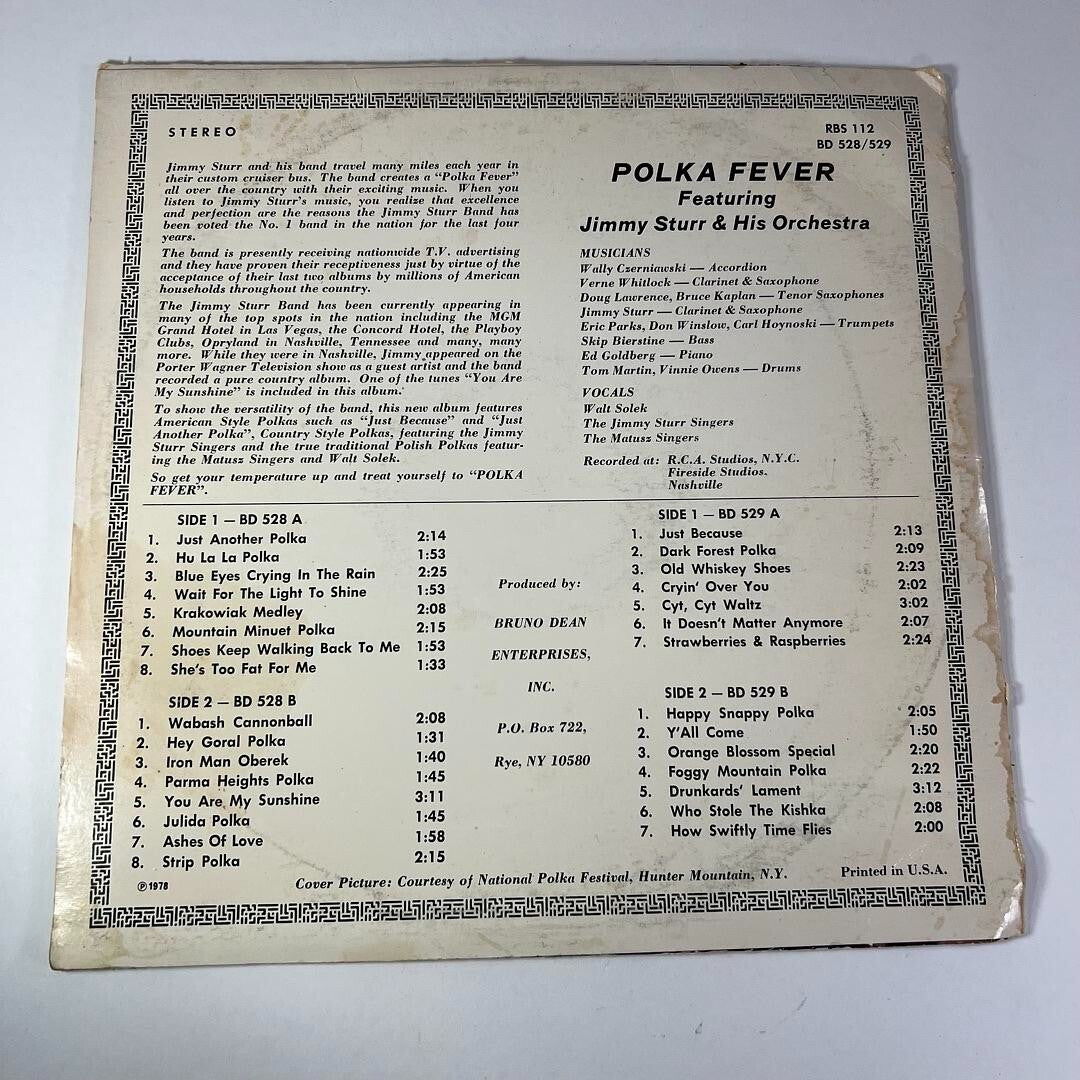 STEREO
RBS 112
BD 528/529
Jimmy Sturr and his band travel many miles each year in
their custom cruiser bus. The band creates a "Polka Fever"
all over the country with their exciting music. When you
listen to Jimmy Sturr's music, you realize that excellence
and perfection are the reasons the Jimmy Sturr Band has
been voted the No. 1 band in the nation for the last four
years.
The band is presently receiving nationwide T.V. advertising
and they have proven their receptiveness just by virtue of the
acceptance of their last two albums by millions of American
households throughout the country.
The Jimmy Sturr Band has been currently appearing in
many of the top spots in the nation including the MGM
Grand Hotel in Las Vegas, the Concord Hotel, the Playboy
Clubs, Opryland in Nashville, Tennessee and many, many
more. While they were in Nashville, Jimmy appeared on the
Porter Wagner Television show as a guest artist and the band
recorded a pure country album. One of the tunes "You Are
My Sunshine" is included in this album.
To show the versatility of the band, this new album features
American Style Polkas such as "Just Because" and "Just
Another Polka", Country Style Polkas, featuring the Jimmy
Sturr Singers and the true traditional Polish Polkas featur-
ing the Matusz Singers and Walt Solek.
So get your temperature up and treat yourself to "POLKA
FEVER".
POLKA FEVER
Featuring
Jimmy Sturr & His Orchestra
MUSICIANS
Wally Czerniawski — Accordion
Verne Whitlock — Clarinet & Saxophone
Doug Lawrence, Bruce Kaplan — Tenor Saxophones
Jimmy Sturr — Clarinet & Saxophone
Eric Parks, Don Winslow, Carl Hoynoski — Trumpets
Skip Bierstine — Bass
Ed Goldberg — Piano
Tom Martin, Vinnie Owens — Drums
VOCALS
Walt Solek
The Jimmy Sturr Singers
The Matusz Singers
Recorded at: R.C.A. Studios, N.Y.C.
Fireside Studios,
Nashville
SIDE 1 — BD 528 A
1. Just Another Polka 2:14
2. Hu La La Polka 1:53
3. Blue Eyes Crying In The Rain 2:25
4. Wait For The Light To Shine 1:53
5. Krakowiak Medley 2:08
6. Mountain Minuet Polka 2:15
7. Shoes Keep Walking Back To Me 1:53
8. She's Too Fat For Me 1:33
SIDE 2 — BD 528 B
1. Wabash Cannonball 2:08
2. Hey Goral Polka 1:31
3. Iron Man Oberek 1:40
4. Parma Heights Polka 1:45
5. You Are My Sunshine 3:11
6. Julida Polka 1:45
7. Ashes Of Love 1:58
8. Strip Polka 2:15
Produced by:
BRUNO DEAN
ENTERPRISES,
INC.
P.O. Box 722,
Rye, NY 10580
SIDE 1 — BD 529 A
1. Just Because 2:13
2. Dark Forest Polka 2:09
3. Old Whiskey Shoes 2:23
4. Cryin' Over You 2:02
5. Cyt, Cyt Waltz 3:02
6. It Doesn't Matter Anymore 2:07
7. Strawberries & Raspberries 2:24
SIDE 2 — BD 529 B
1. Happy Snappy Polka 2:05
2. Y'All Come 1:50
3. Orange Blossom Special 2:20
4. Foggy Mountain Polka 2:22
5. Drunkards' Lament 3:12
6. Who Stole The Kishka 2:08
7. How Swiftly Time Flies 2:00
℗ 1978
Cover Picture: Courtesy of National Polka Festival, Hunter Mountain, N.Y.
Printed in U.S.A.